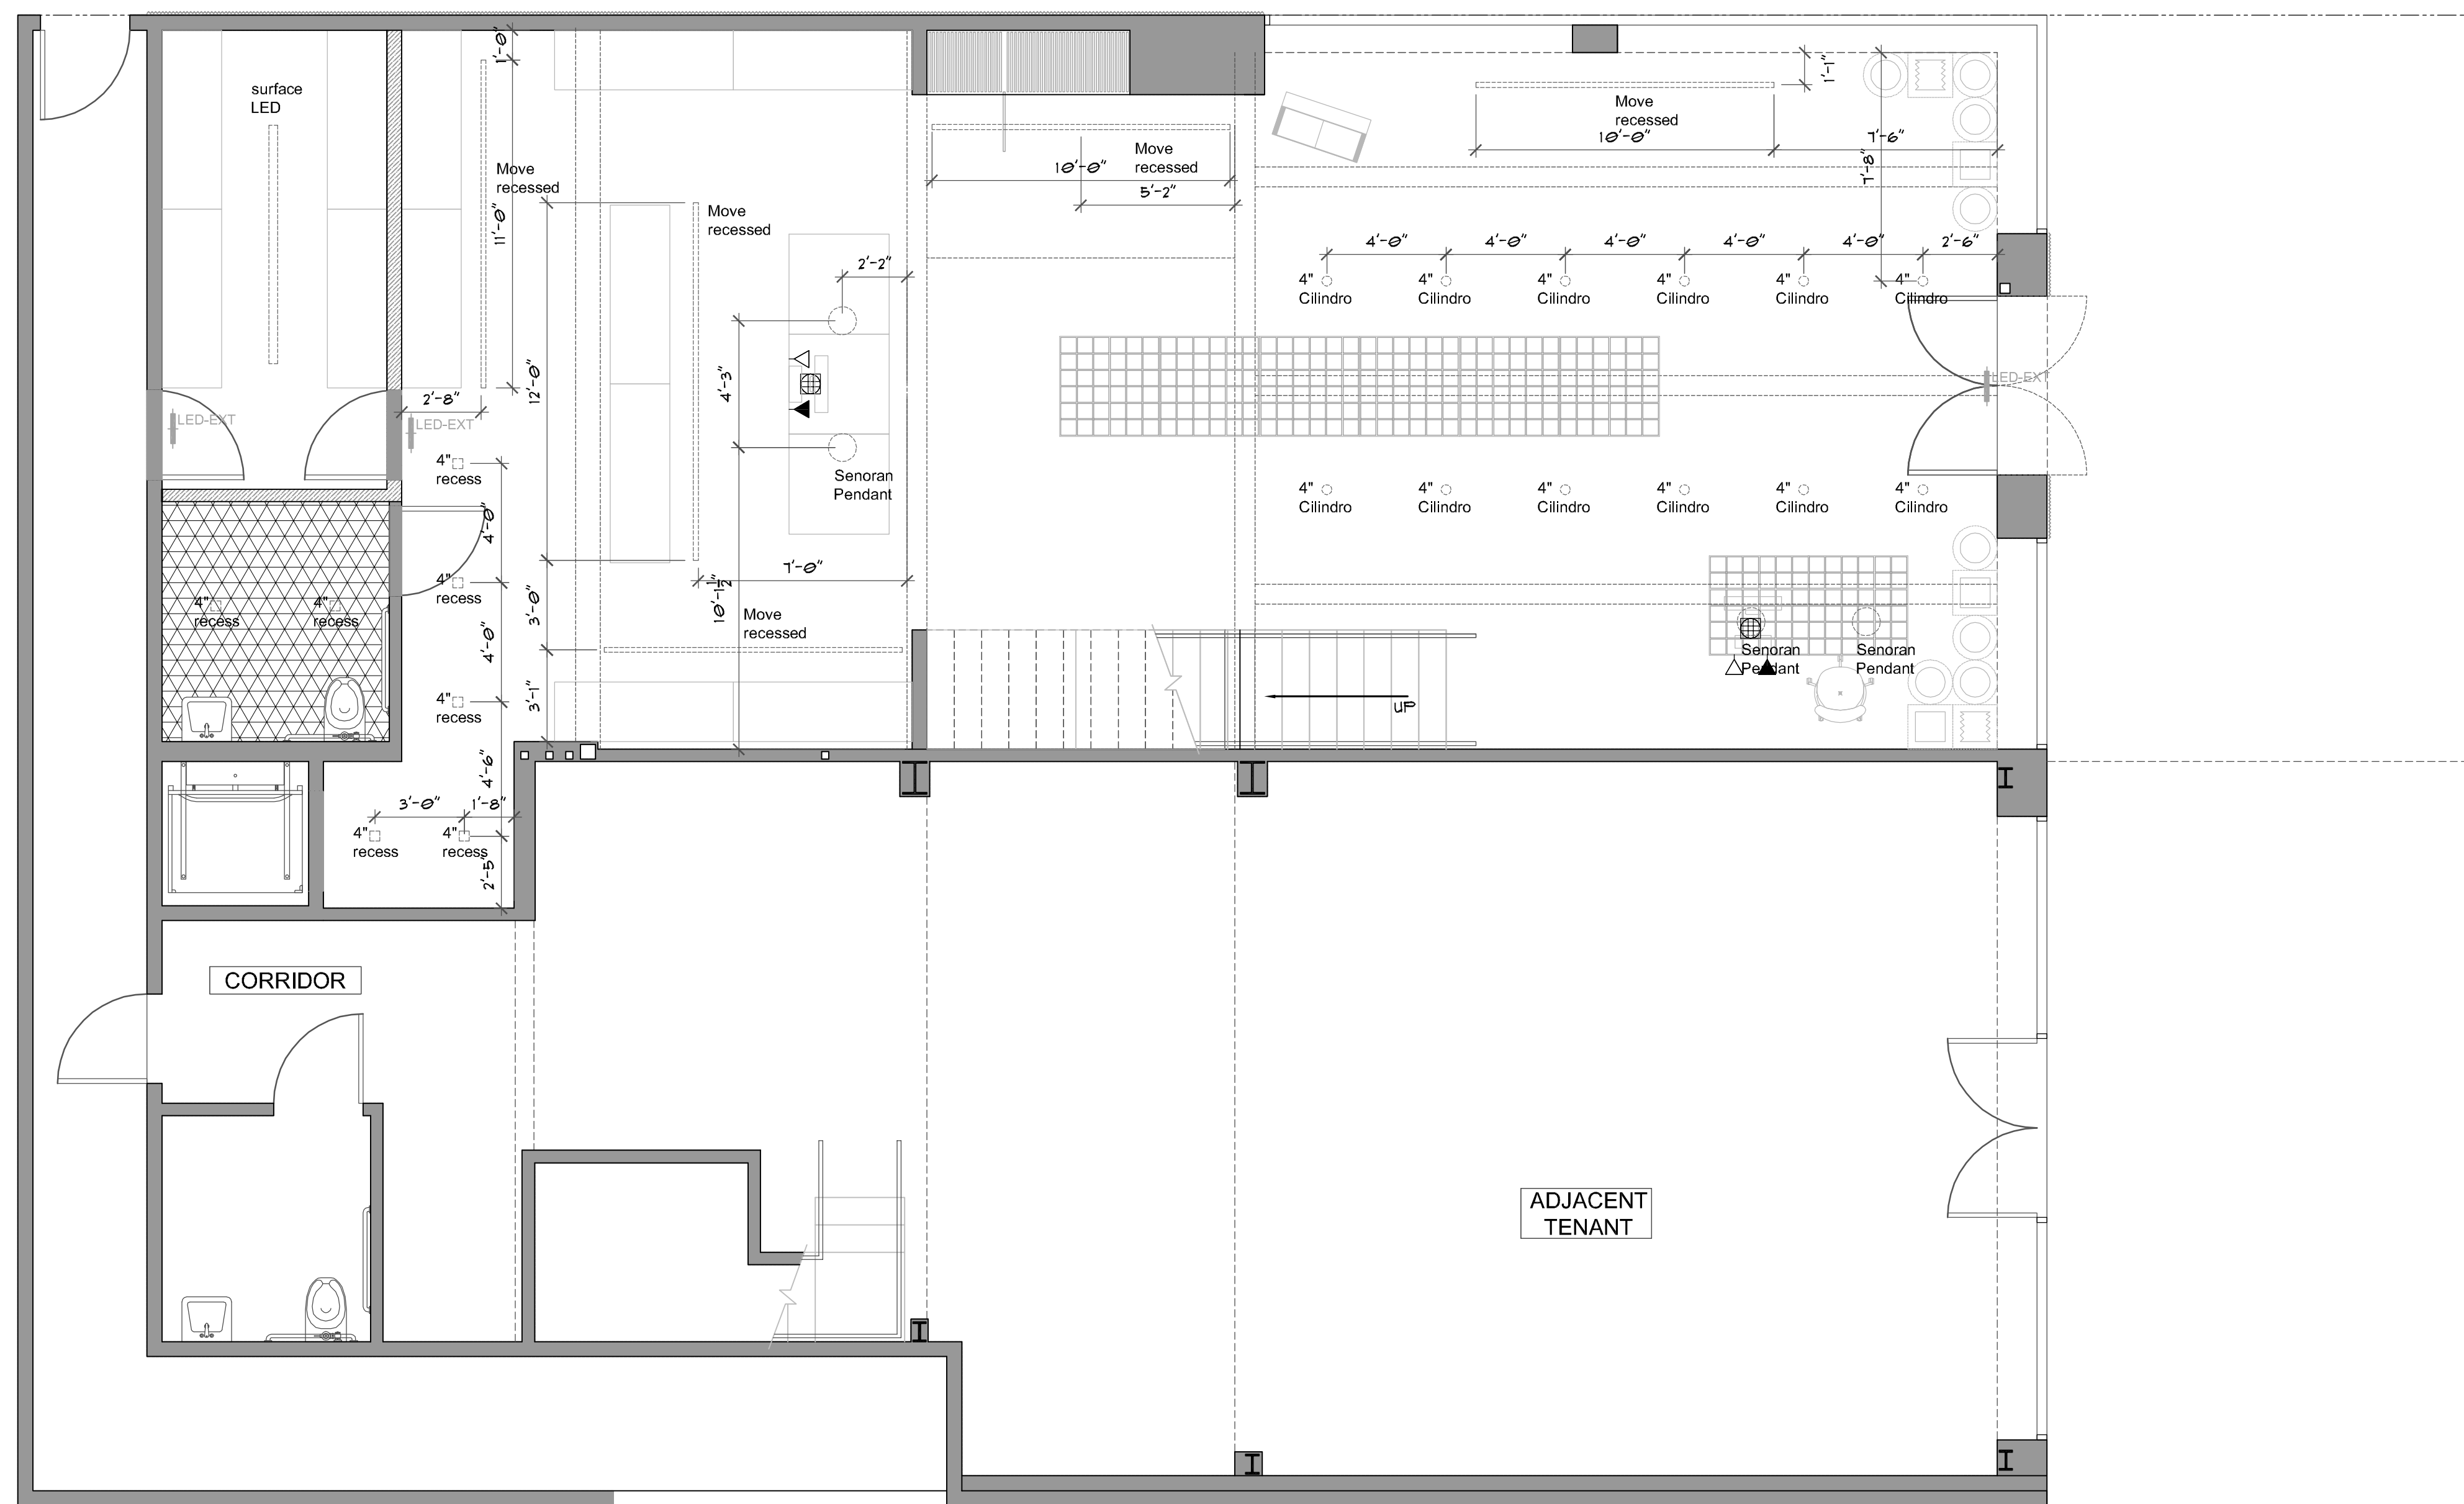 surface
LED
1'-0"
Move
recessed
11'-0"
Move
recessed
12'-0"
2'-8"
LED-EXT
LED-EXT
2'-2"
4'-3"
Senoran
Pendant
7'-0"
10'-1 1/2"
Move
recessed
3'-0"
3'-1"
Move
recessed
10'-0"
5'-2"
Move
recessed
10'-0"
1'-1"
7'-6"
7'-8"
4'-0"
4'-0"
4'-0"
4'-0"
4'-0"
2'-6"
4"
Cilindro
4"
Cilindro
4"
Cilindro
4"
Cilindro
4"
Cilindro
4"
Cilindro
LED-EXT
4"
Cilindro
4"
Cilindro
4"
Cilindro
4"
Cilindro
4"
Cilindro
4"
Cilindro
Senoran
Pendant
Senoran
Pendant
UP
4"
recess
4'-0"
4"
recess
4"
recess
4"
recess
4'-0"
4"
recess
4'-6"
3'-0"
1'-8"
4"
recess
4"
recess
2'-5"
CORRIDOR
ADJACENT
TENANT